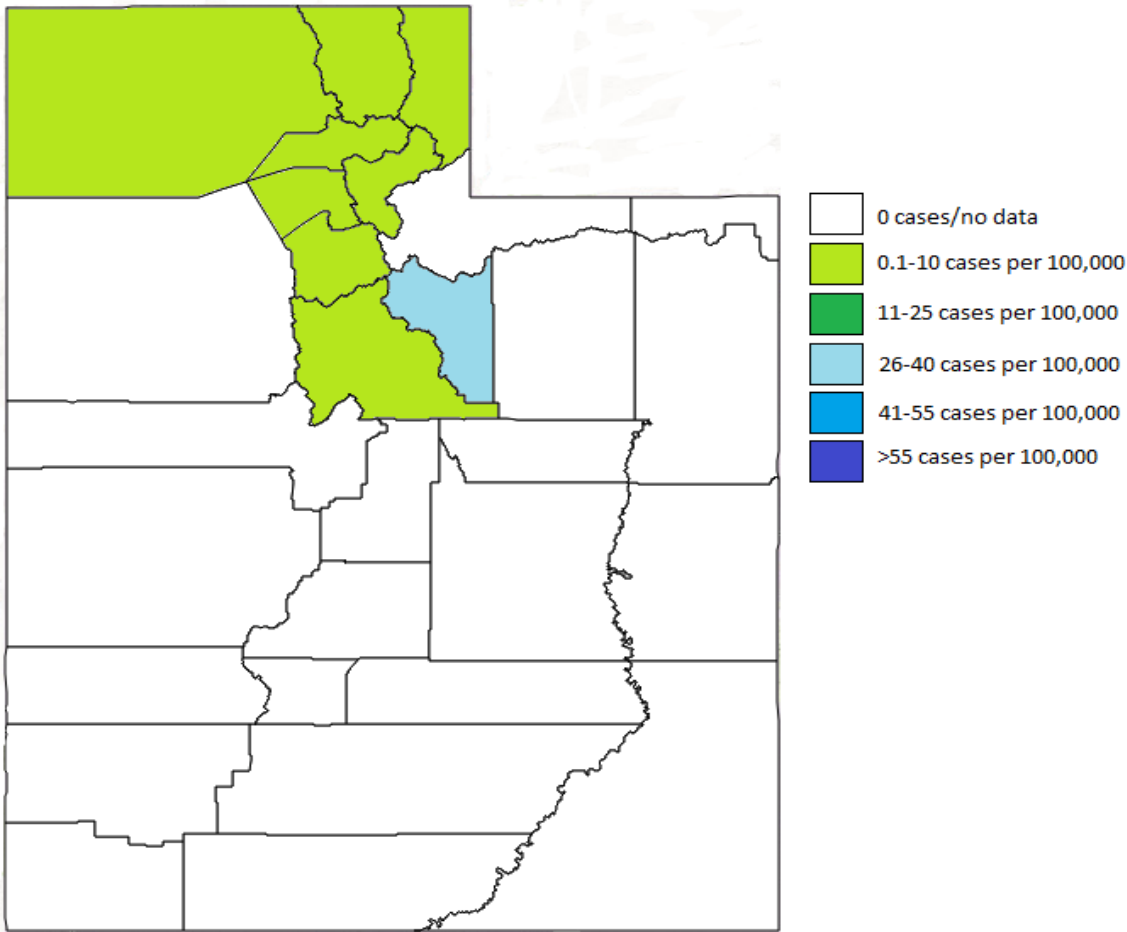 0 cases/no data
0.1-10 cases per 100,000
11-25 cases per 100,000
26-40 cases per 100,000
41-55 cases per 100,000
>55 cases per 100,000